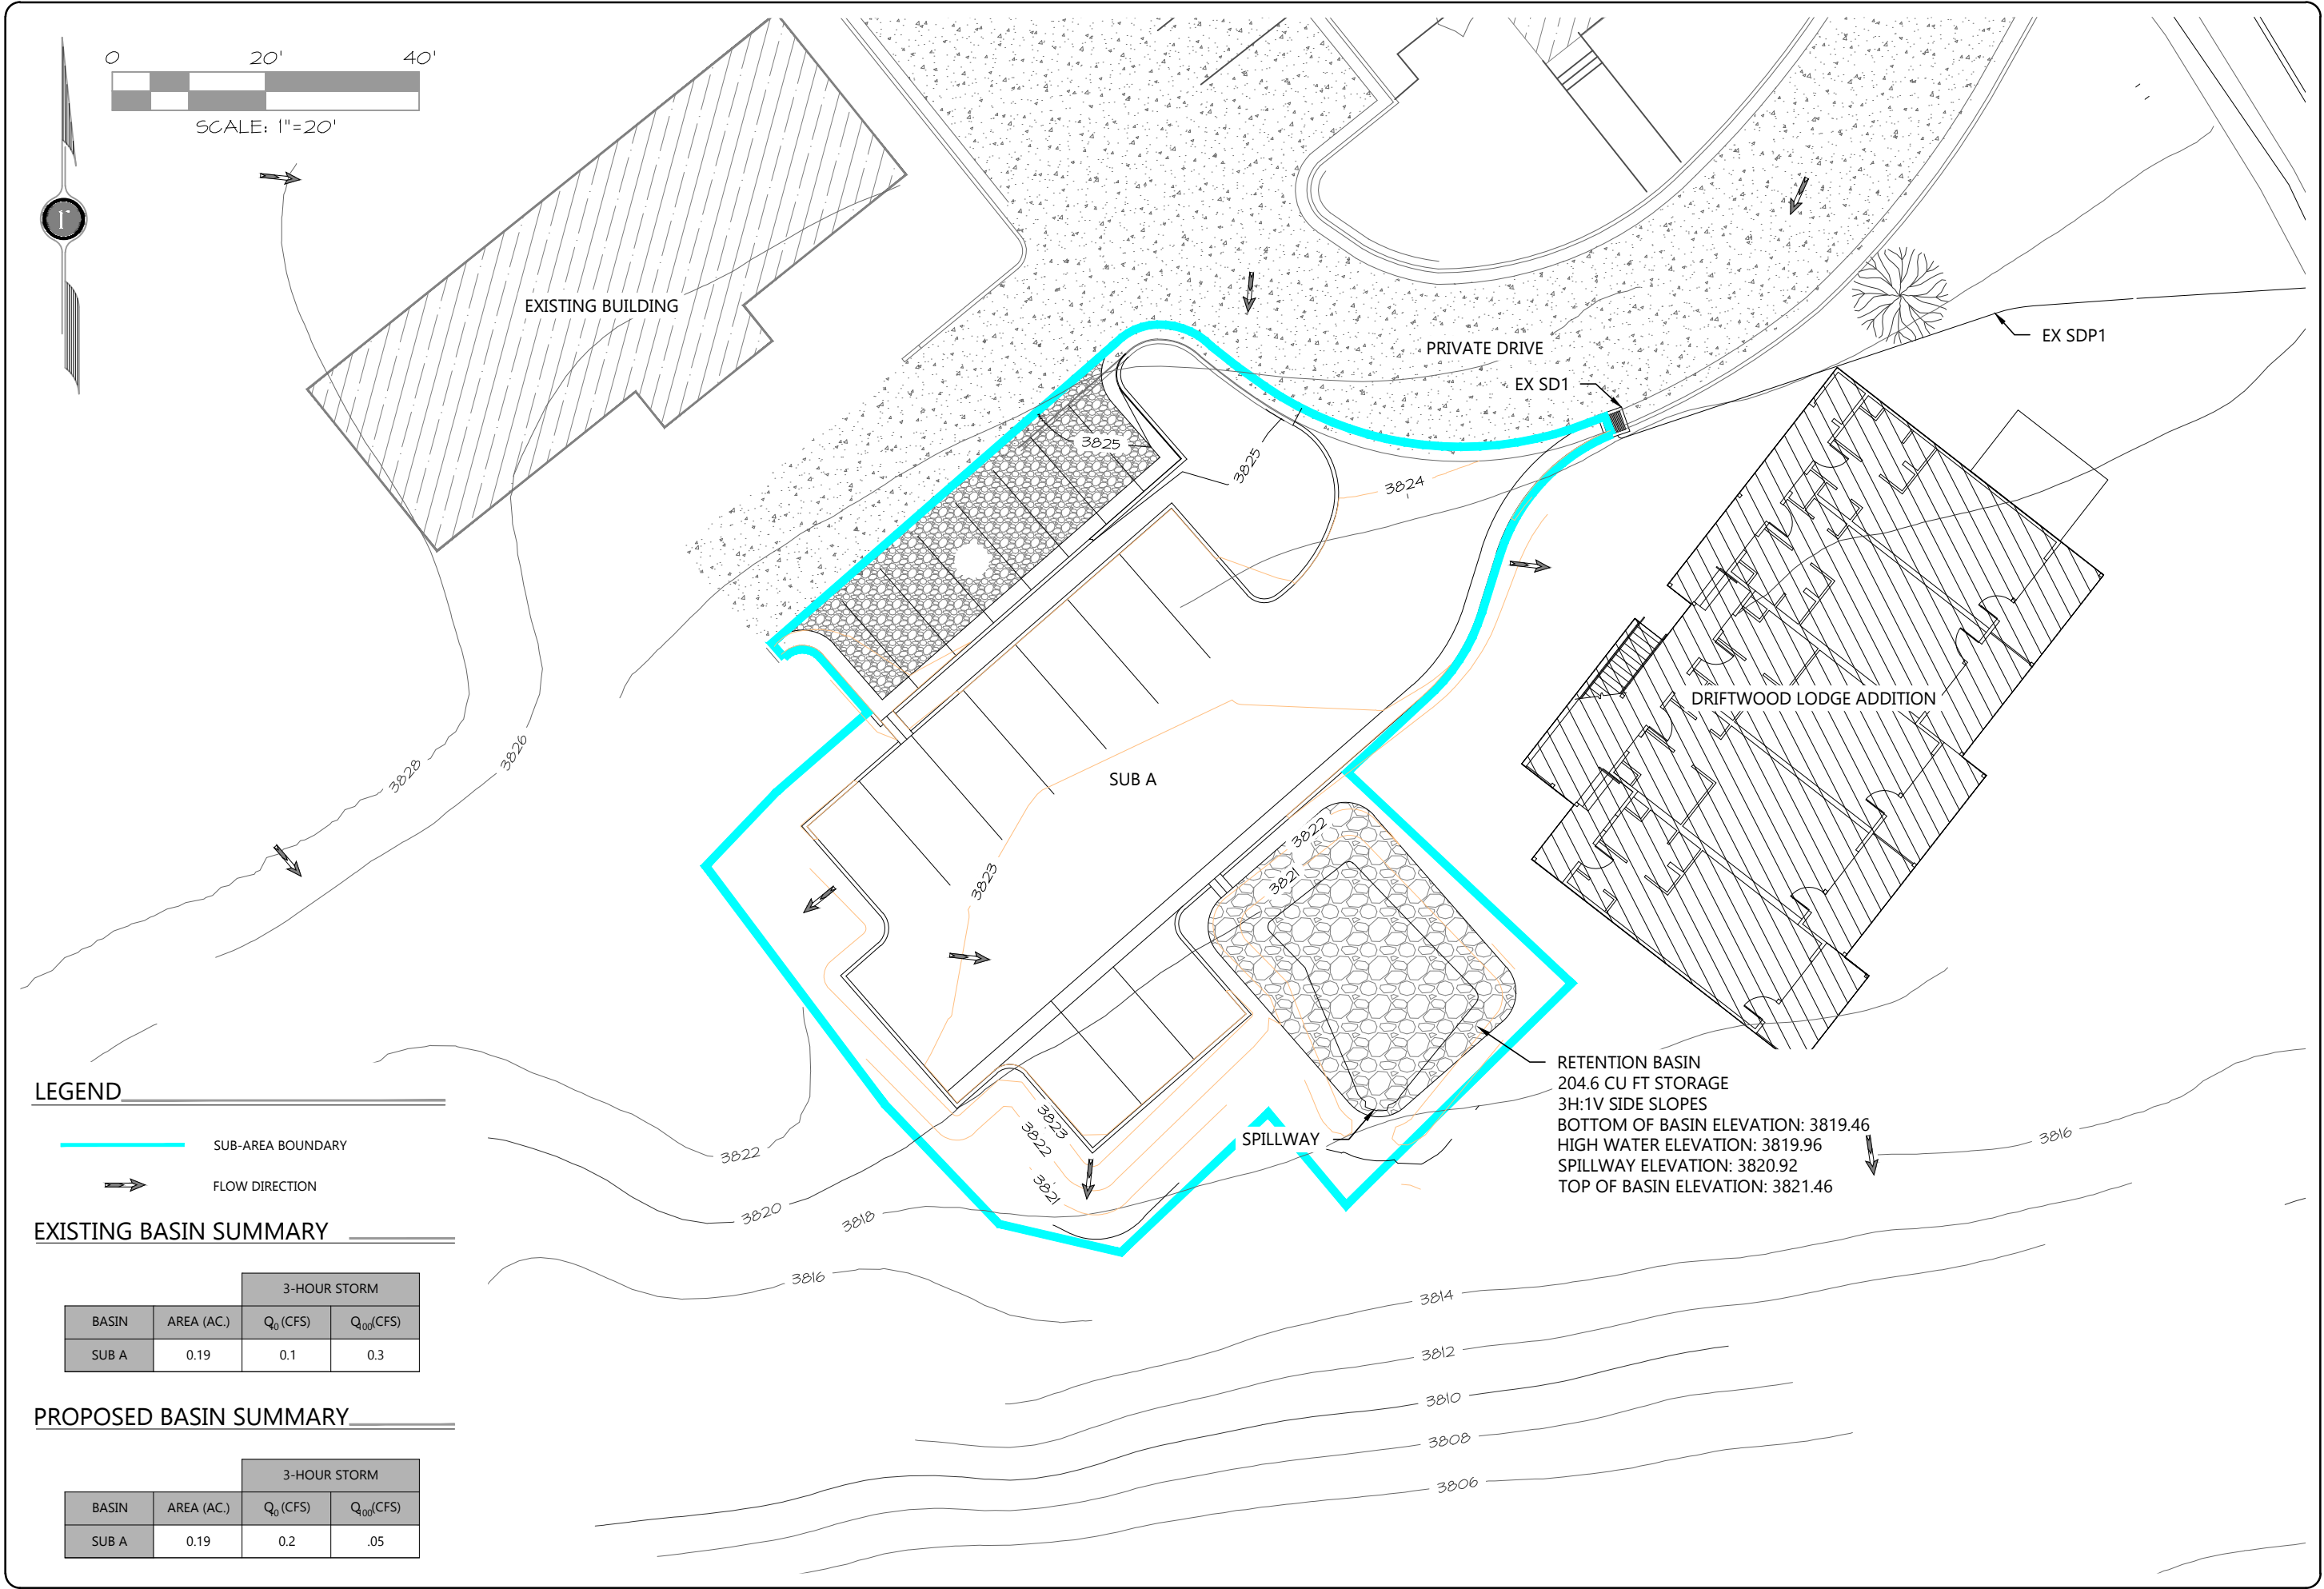 0 20' 40'
SCALE: 1"=20'
r
EXISTING BUILDING
PRIVATE DRIVE
EX SDP1
EX SD1
3825
3825
3824
DRIFTWOOD LODGE ADDITION
3826
3828
SUB A
3822
3821
3823
RETENTION BASIN
204.6 CU FT STORAGE
3H:1V SIDE SLOPES
BOTTOM OF BASIN ELEVATION: 3819.46
HIGH WATER ELEVATION: 3819.96
SPILLWAY ELEVATION: 3820.92
TOP OF BASIN ELEVATION: 3821.46
SPILLWAY
3823
3822
3821
3816
3822
3820
3818
3816
3814
3812
3810
3808
3806
LEGEND
SUB-AREA BOUNDARY
FLOW DIRECTION
EXISTING BASIN SUMMARY
3-HOUR STORM
BASIN AREA (AC.) Q10 (CFS) Q100(CFS)
SUB A 0.19 0.1 0.3
PROPOSED BASIN SUMMARY
3-HOUR STORM
BASIN AREA (AC.) Q10 (CFS) Q100(CFS)
SUB A 0.19 0.2 .05